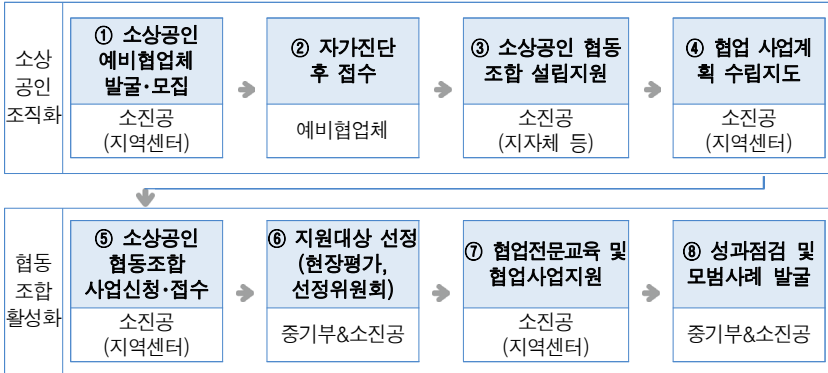 소상
공인
조직화
① 소상공인
예비협업체
발굴·모집
소진공
(지역센터)
② 자가진단
후 접수
예비협업체
③ 소상공인 협동
조합 설립지원
소진공
(지자체 등)
④ 협업 사업계
획 수립지도
소진공
(지역센터)
협동
조합
활성화
⑤ 소상공인
협동조합
사업신청·접수
소진공
(지역센터)
⑥ 지원대상 선정
(현장평가,
선정위원회)
중기부&소진공
⑦ 협업전문교육 및
협업사업지원
소진공
(지역센터)
⑧ 성과점검 및
모범사례 발굴
중기부&소진공